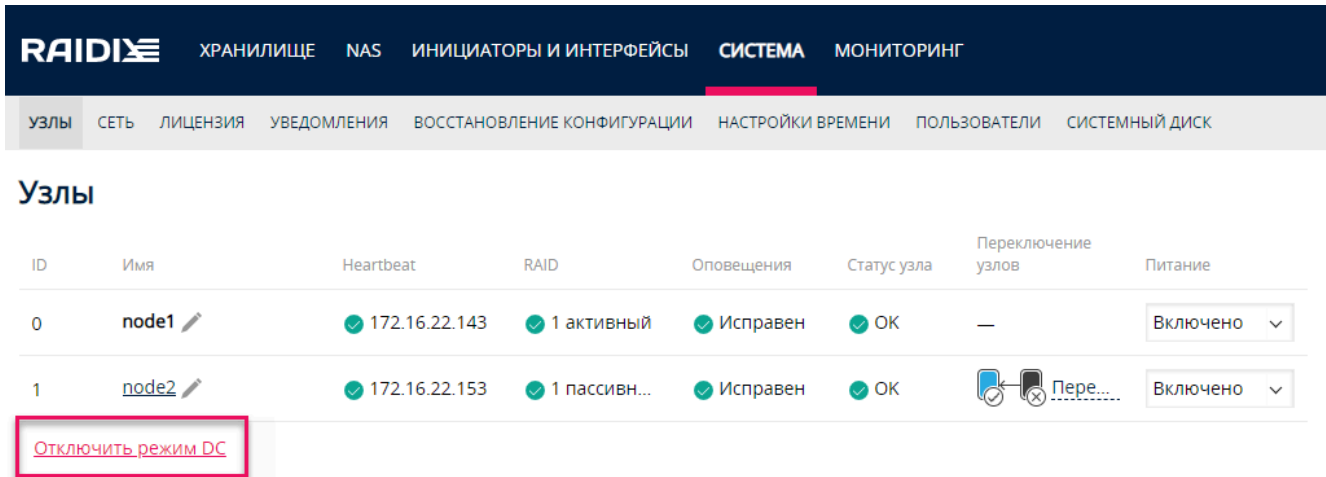 RAIDIX ХРАНИЛИЩЕ NAS ИНИЦИАТОРЫ И ИНТЕРФЕЙСЫ СИСТЕМА МОНИТОРИНГ
УЗЛЫ СЕТЬ ЛИЦЕНЗИЯ УВЕДОМЛЕНИЯ ВОССТАНОВЛЕНИЕ КОНФИГУРАЦИИ НАСТРОЙКИ ВРЕМЕНИ ПОЛЬЗОВАТЕЛИ СИСТЕМНЫЙ ДИСК
Узлы
ID Имя Heartbeat RAID Оповещения Статус узла Переключение узлов Питание
0 node1 172.16.22.143 1 активный Исправен OK — Включено
1 node2 172.16.22.153 1 пассивн... Исправен OK Пере... Включено
Отключить режим DC